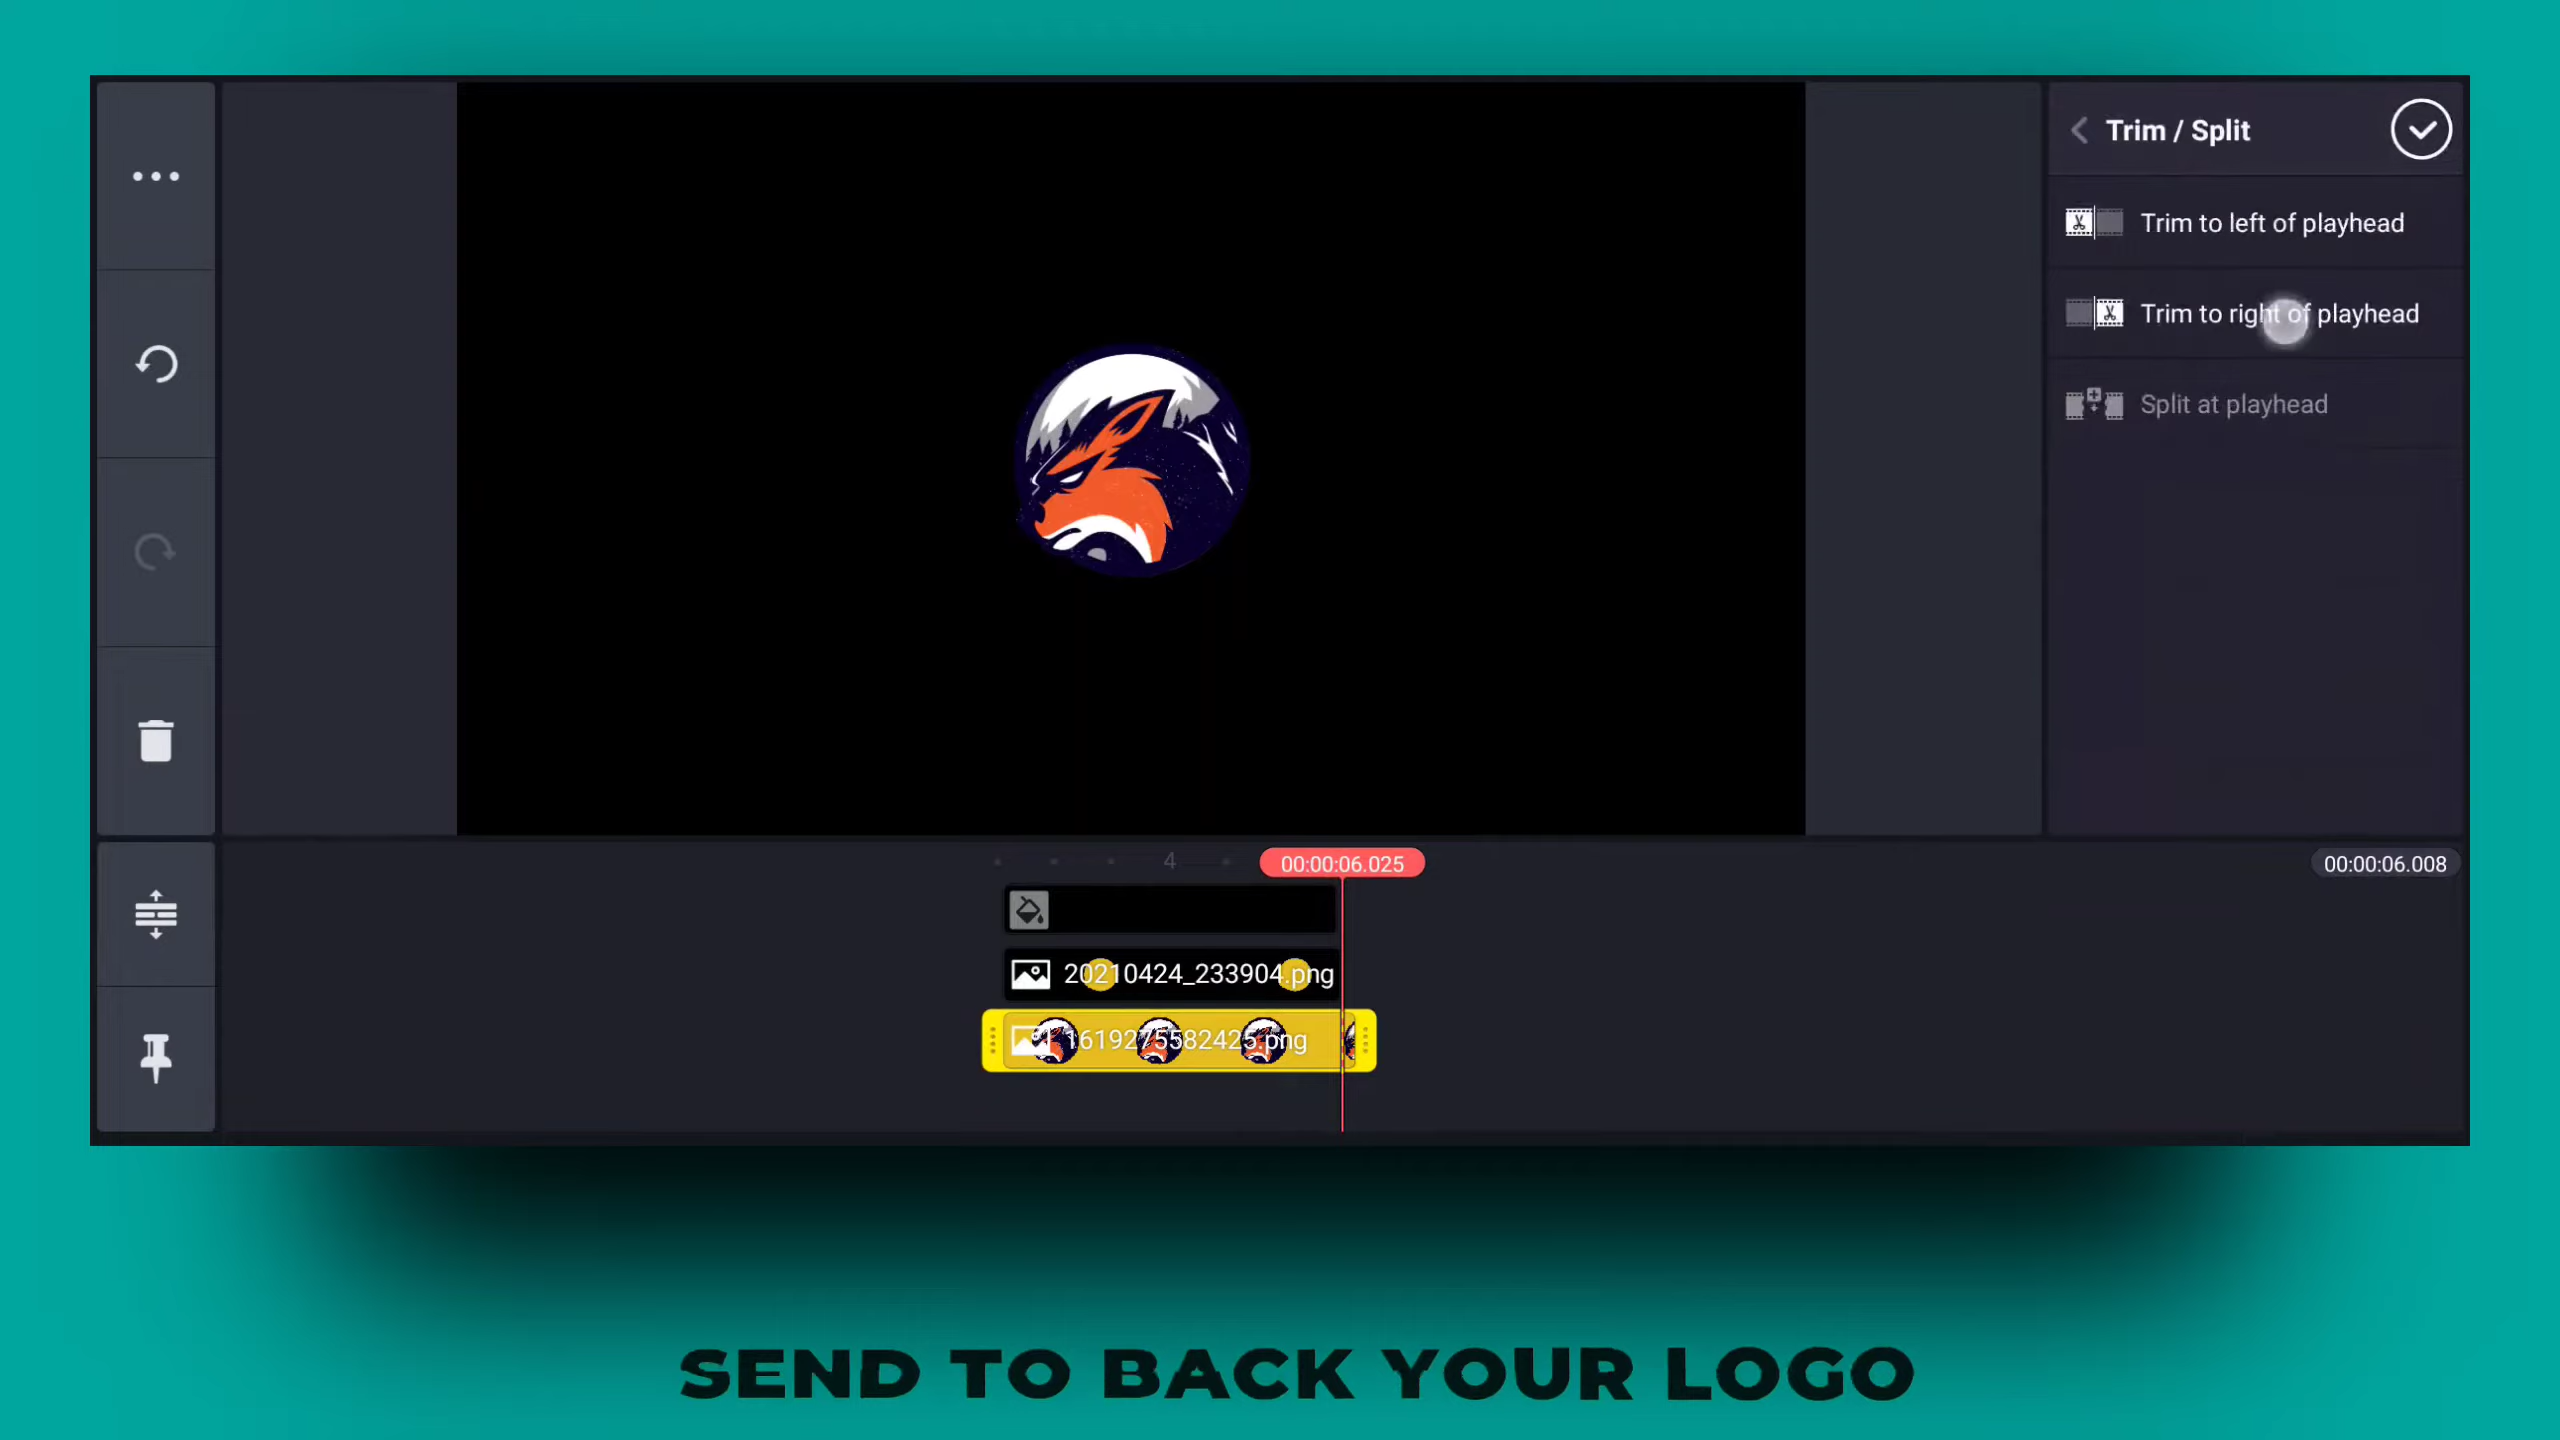 Trim / Split
Trim to left of playhead
Trim to right of playhead
Split at playhead
4
00:00:06.025
00:00:06.008
20210424_233904.png
1619275582425.png
SEND TO BACK YOUR LOGO